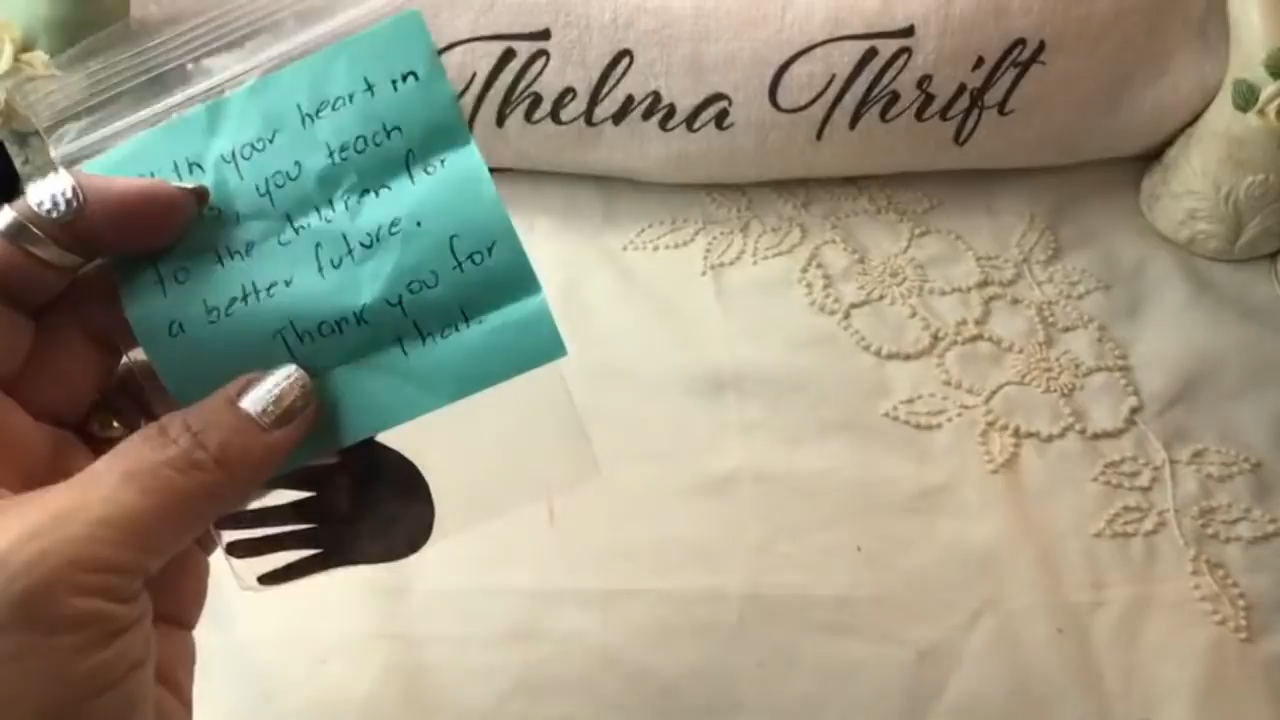 Thelma Thrift
your heart in
you teach
to the children for
a better future.
Thank you for
that.